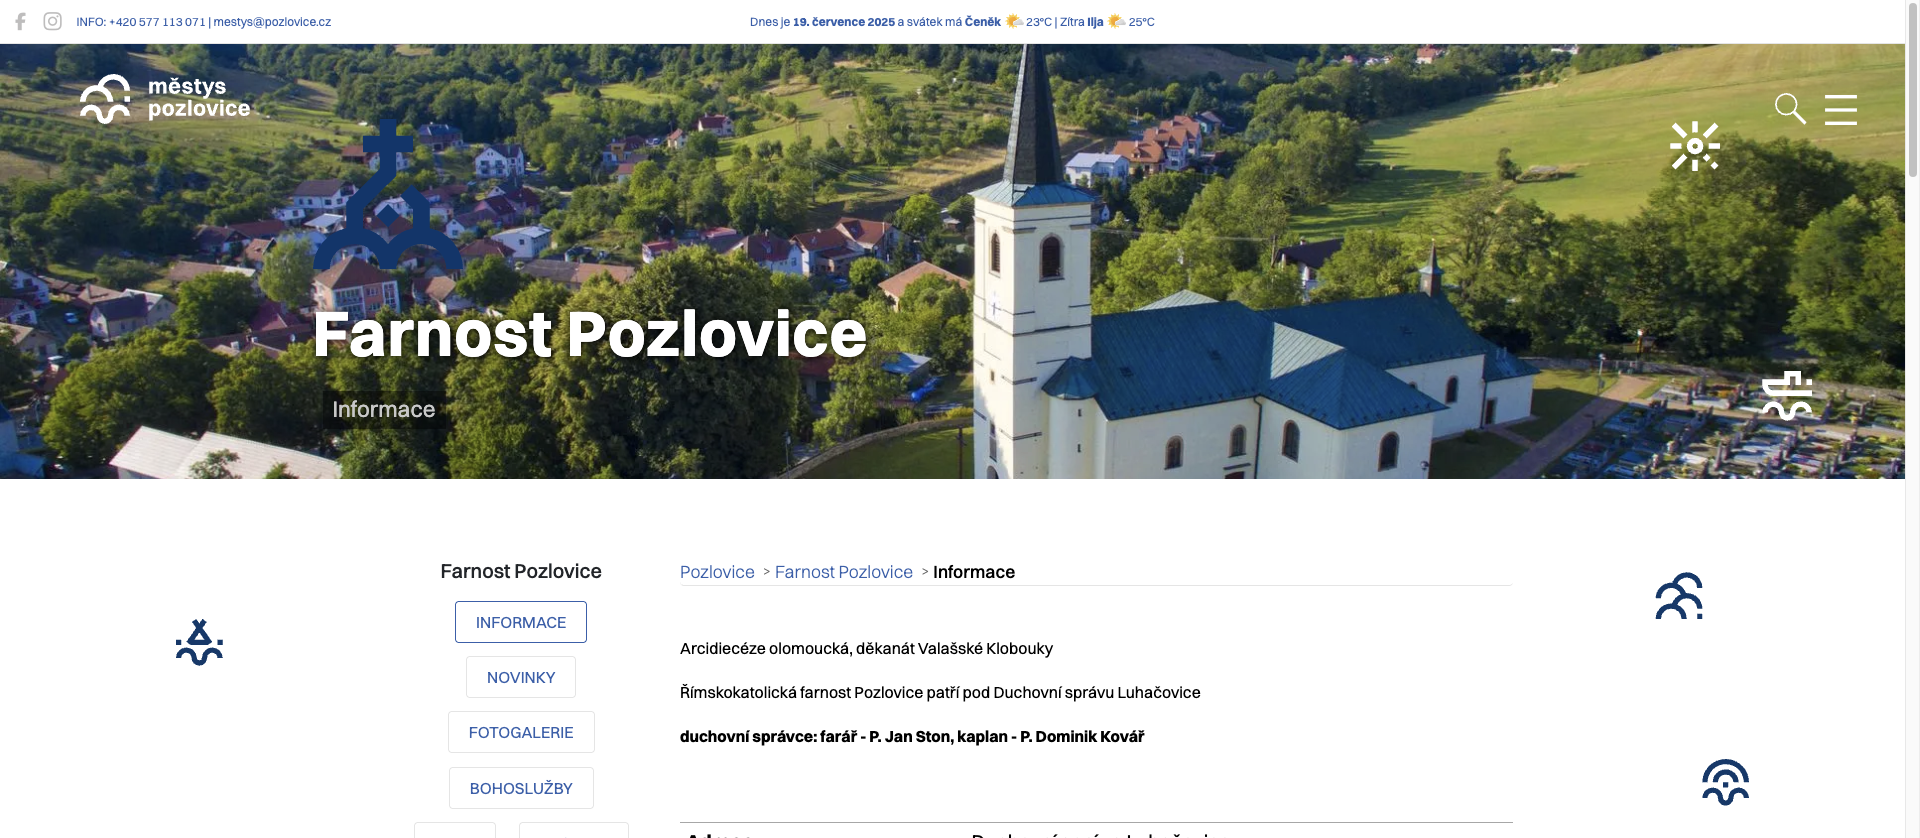 INFO: +420 577 113 071 | mestys@pozlovice.cz
Dnes je 19. července 2025 a svátek má Čeněk 23°C | Zítra Ilja 25°C
městys
pozlovice
Farnost Pozlovice
Informace
Farnost Pozlovice
INFORMACE
NOVINKY
FOTOGALERIE
BOHOSLUŽBY
Pozlovice > Farnost Pozlovice > Informace
Arcidiecéze olomoucká, děkanát Valašské Klobouky
Římskokatolická farnost Pozlovice patří pod Duchovní správu Luhačovice
duchovní správce: farář - P. Jan Ston, kaplan - P. Dominik Kovář